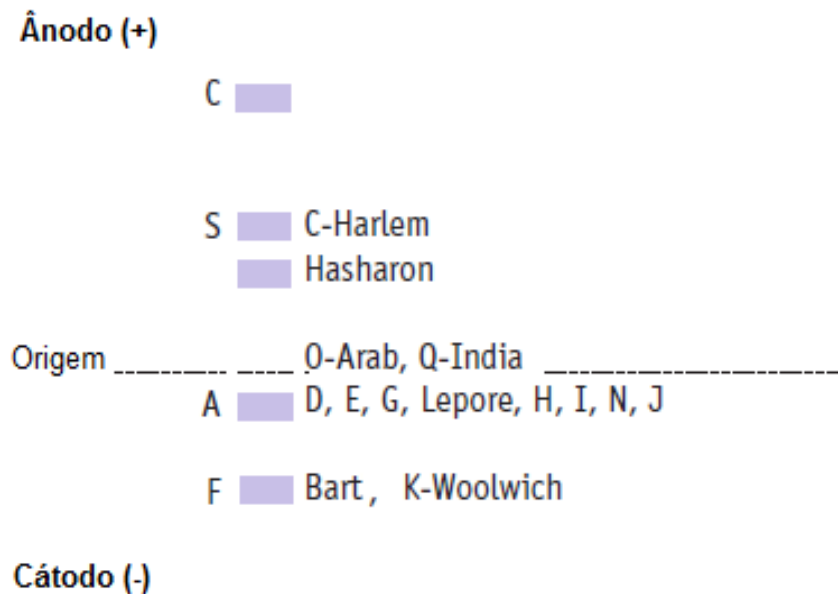 Ânodo (+)
C
S C-Harlem
Hasharon
Origem O-Arab, Q-India
A D, E, G, Lepore, H, I, N, J
F Bart , K-Woolwich
Cátodo (-)